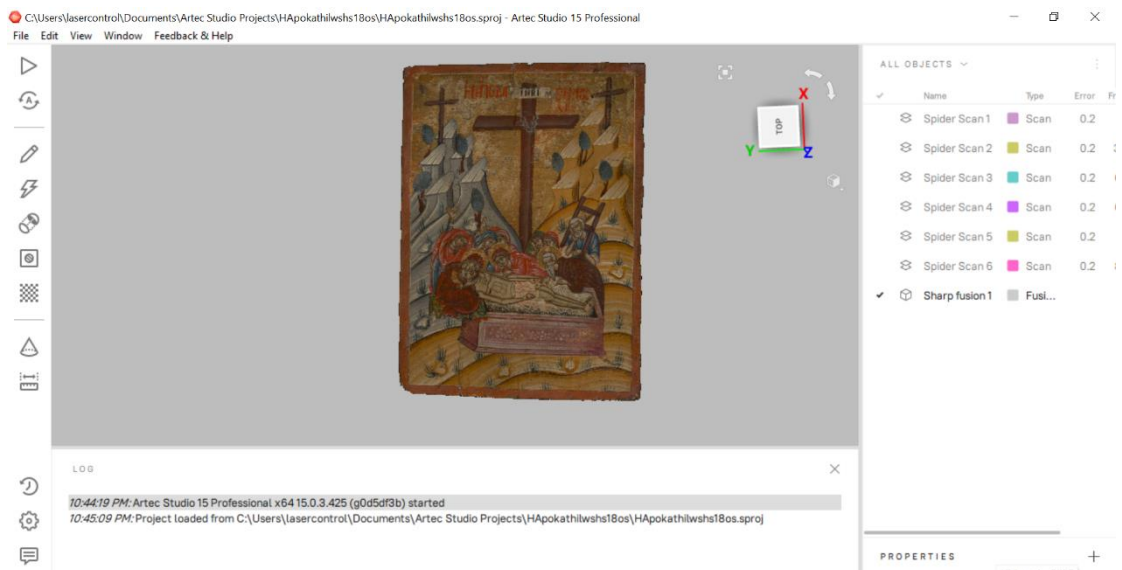 C:\Users\lasercontrol\Documents\Artec Studio Projects\HApokathilwshs18os\HApokathilwshs18os.sproj - Artec Studio 15 Professional
File Edit View Window Feedback & Help
ALL OBJECTS
Name Type Error Fr
Spider Scan 1 Scan 0.2
Spider Scan 2 Scan 0.2
Spider Scan 3 Scan 0.2
Spider Scan 4 Scan 0.2
Spider Scan 5 Scan 0.2
Spider Scan 6 Scan 0.2
Sharp fusion 1 Fusi...
X
TOP
Y
Z
A
LOG
10:44:19 PM: Artec Studio 15 Professional x64 15.0.3.425 (g0d5df3b) started
10:45:09 PM: Project loaded from C:\Users\lasercontrol\Documents\Artec Studio Projects\HApokathilwshs18os\HApokathilwshs18os.sproj
PROPERTIES